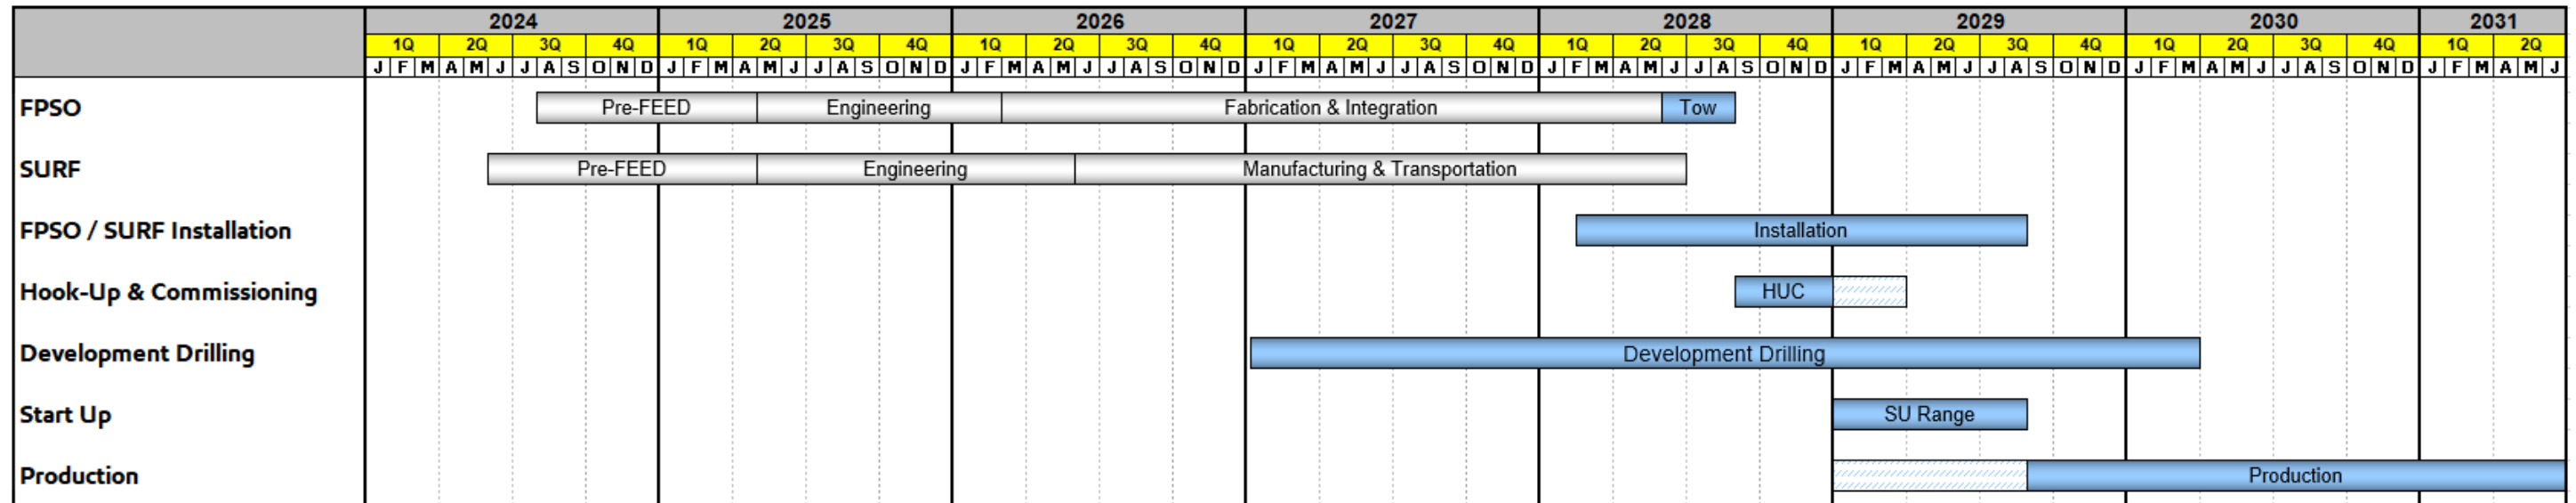 2024 2025 2026 2027 2028 2029 2030 2031
1Q 2Q 3Q 4Q 1Q 2Q 3Q 4Q 1Q 2Q 3Q 4Q 1Q 2Q 3Q 4Q 1Q 2Q 3Q 4Q 1Q 2Q 3Q 4Q 1Q 2Q 3Q 4Q 1Q 2Q
J F M A M J J A S O N D J F M A M J J A S O N D J F M A M J J A S O N D J F M A M J J A S O N D J F M A M J J A S O N D J F M A M J J A S O N D J F M A M J J A S O N D J F M A M J
FPSO Pre-FEED Engineering Fabrication & Integration Tow
SURF Pre-FEED Engineering Manufacturing & Transportation
FPSO / SURF Installation Installation
Hook-Up & Commissioning HUC
Development Drilling Development Drilling
Start Up SU Range
Production Production